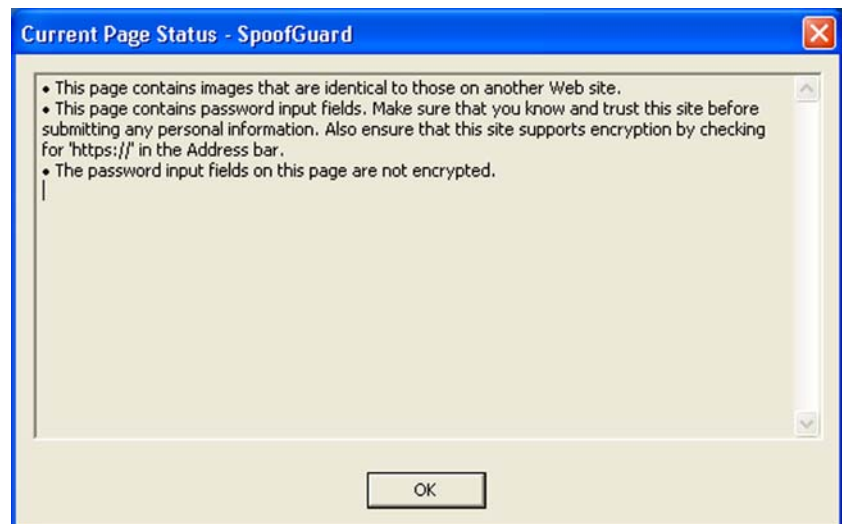 Current Page Status - SpoofGuard
• This page contains images that are identical to those on another Web site.
• This page contains password input fields. Make sure that you know and trust this site before
submitting any personal information. Also ensure that this site supports encryption by checking
for 'https://' in the Address bar.
• The password input fields on this page are not encrypted.
OK